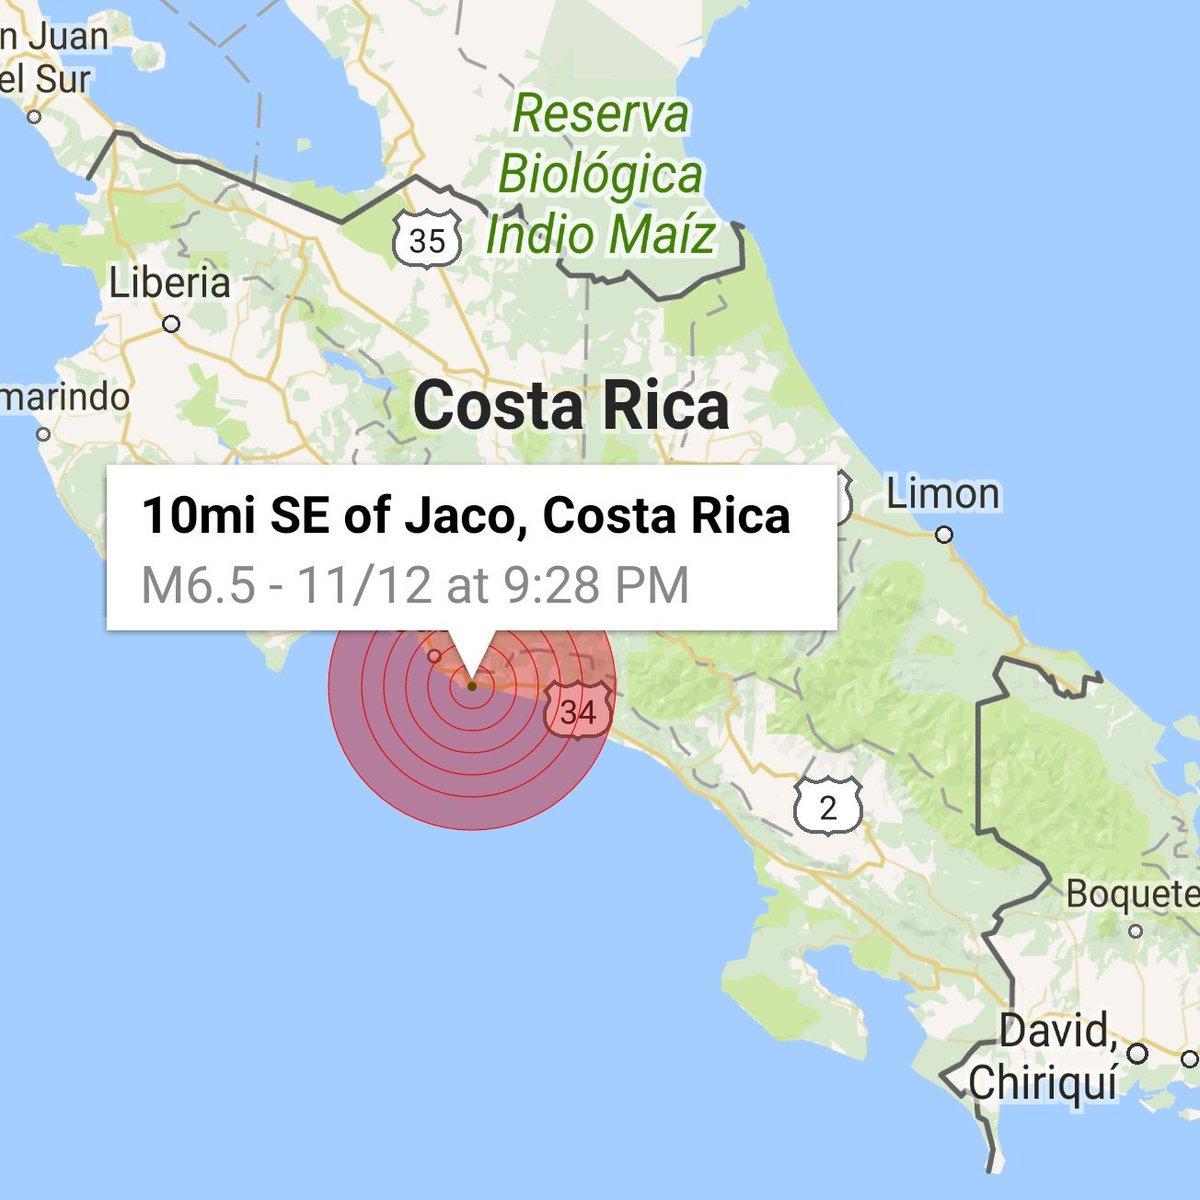 n Juan
el Sur
Reserva
Biológica
Indio Maíz
35
Liberia
marindo
Costa Rica
Limon
10mi SE of Jaco, Costa Rica
M6.5 - 11/12 at 9:28 PM
34
2
Boquete
David,
Chiriquí